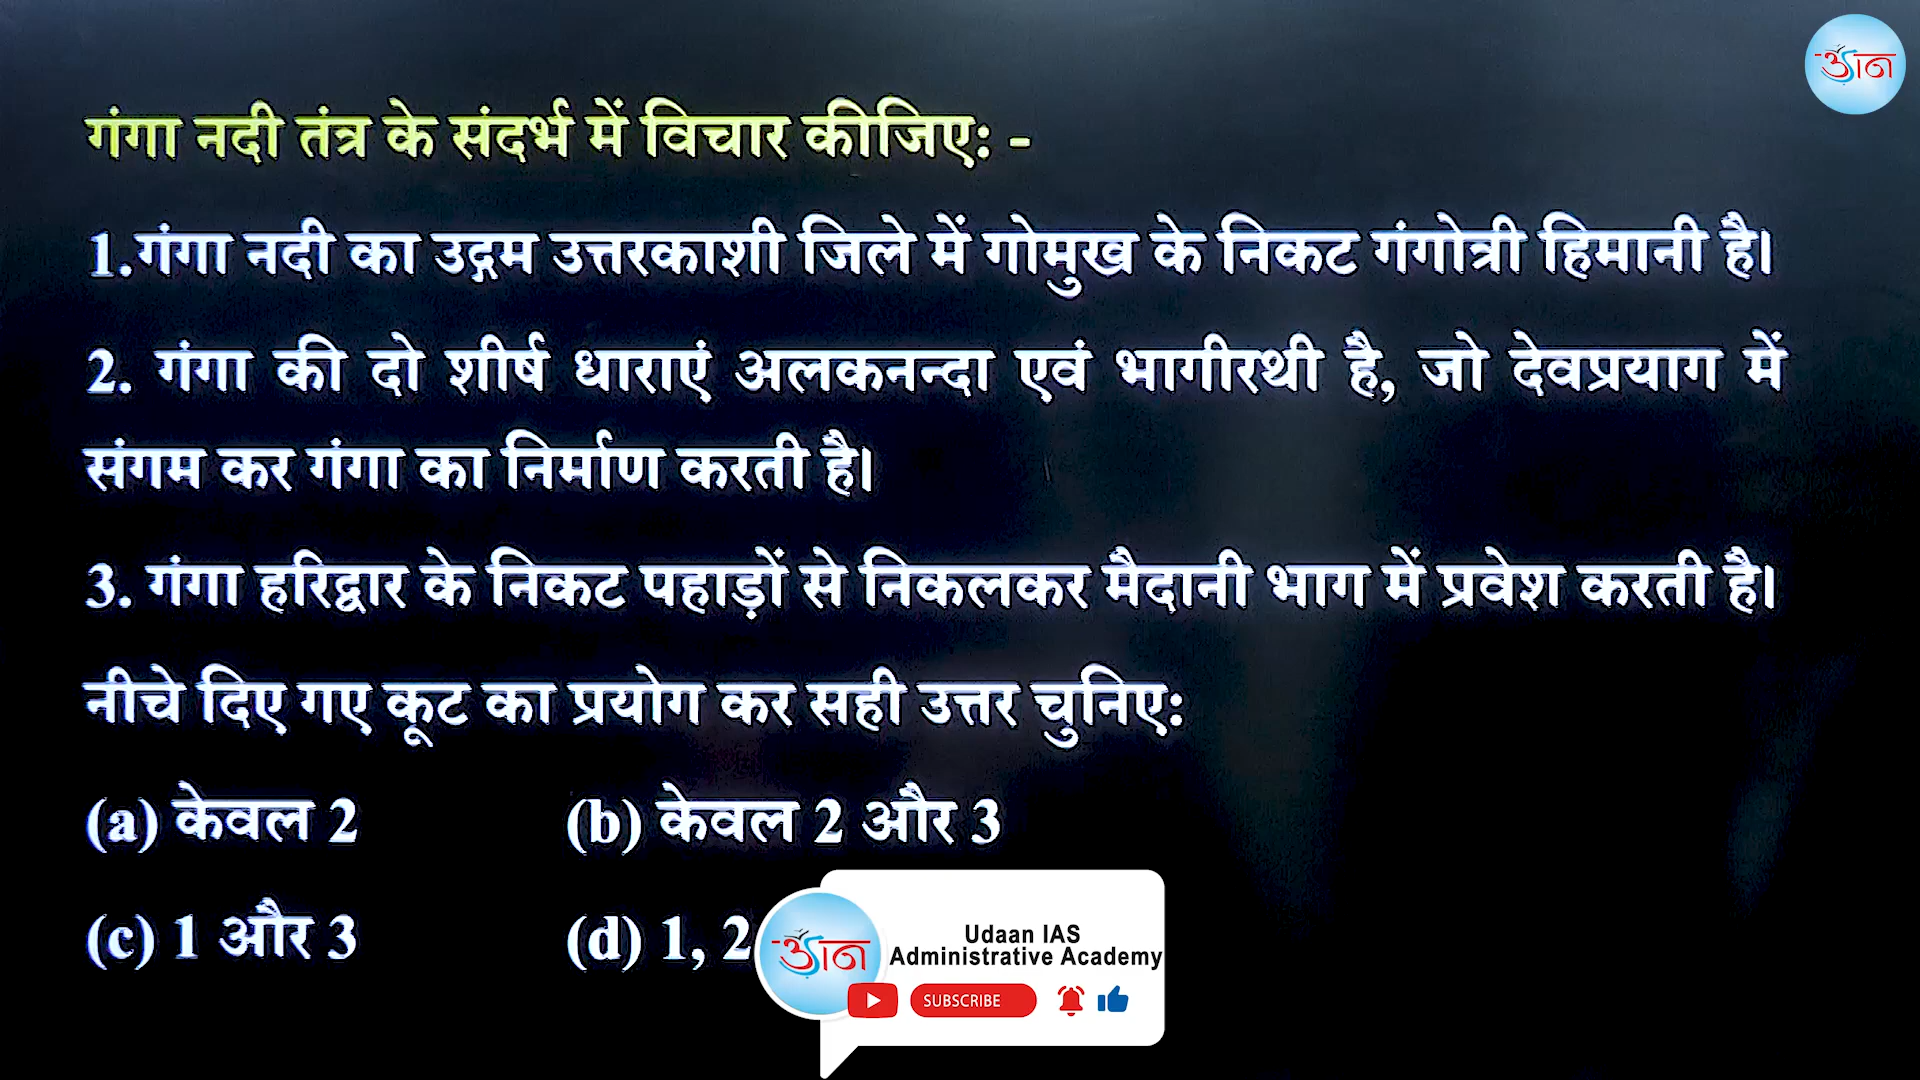 उड़ान
गंगा नदी तंत्र के संदर्भ में विचार कीजिए: -
1.गंगा नदी का उद्गम उत्तरकाशी जिले में गोमुख के निकट गंगोत्री हिमानी है।
2. गंगा की दो शीर्ष धाराएं अलकनन्दा एवं भागीरथी है, जो देवप्रयाग में
संगम कर गंगा का निर्माण करती है।
3. गंगा हरिद्वार के निकट पहाड़ों से निकलकर मैदानी भाग में प्रवेश करती है।
नीचे दिए गए कूट का प्रयोग कर सही उत्तर चुनिए:
(a) केवल 2 (b) केवल 2 और 3
(c) 1 और 3 (d) 1, 2
उड़ान
Udaan IAS
Administrative Academy
SUBSCRIBE